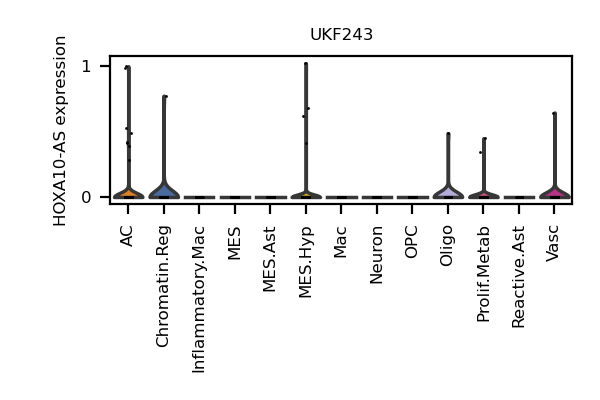 UKF243
HOXA10-AS expression
1
0
AC
Chromatin.Reg
Inflammatory.Mac
MES
MES.Ast
MES.Hyp
Mac
Neuron
OPC
Oligo
Prolif.Metab
Reactive.Ast
Vasc